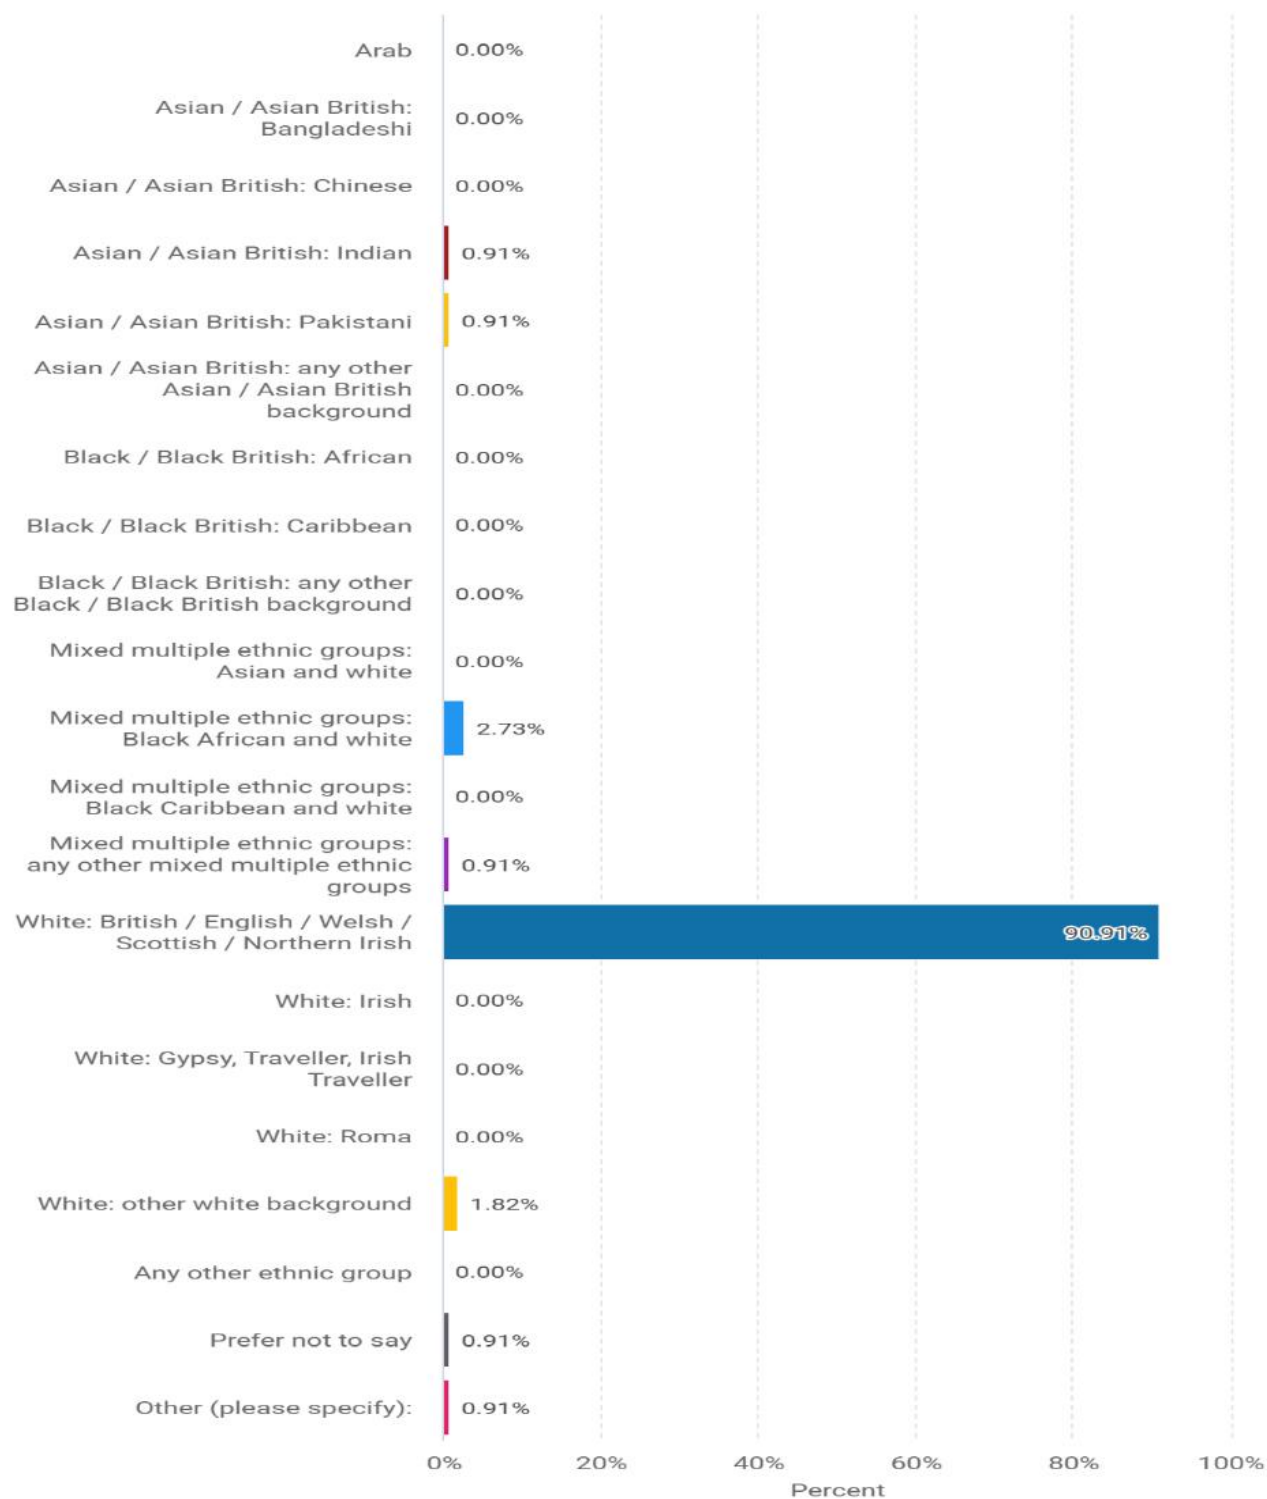 Arab
0.00%
Asian / Asian British:
Bangladeshi
0.00%
Asian / Asian British: Chinese
0.00%
Asian / Asian British: Indian
0.91%
Asian / Asian British: Pakistani
0.91%
Asian / Asian British: any other
Asian / Asian British
background
0.00%
Black / Black British: African
0.00%
Black / Black British: Caribbean
0.00%
Black / Black British: any other
Black / Black British background
0.00%
Mixed multiple ethnic groups:
Asian and white
0.00%
Mixed multiple ethnic groups:
Black African and white
2.73%
Mixed multiple ethnic groups:
Black Caribbean and white
0.00%
Mixed multiple ethnic groups:
any other mixed multiple ethnic
groups
0.91%
White: British / English / Welsh /
Scottish / Northern Irish
90.91%
White: Irish
0.00%
White: Gypsy, Traveller, Irish
Traveller
0.00%
White: Roma
0.00%
White: other white background
1.82%
Any other ethnic group
0.00%
Prefer not to say
0.91%
Other (please specify):
0.91%
0% 20% 40% 60% 80% 100%
Percent